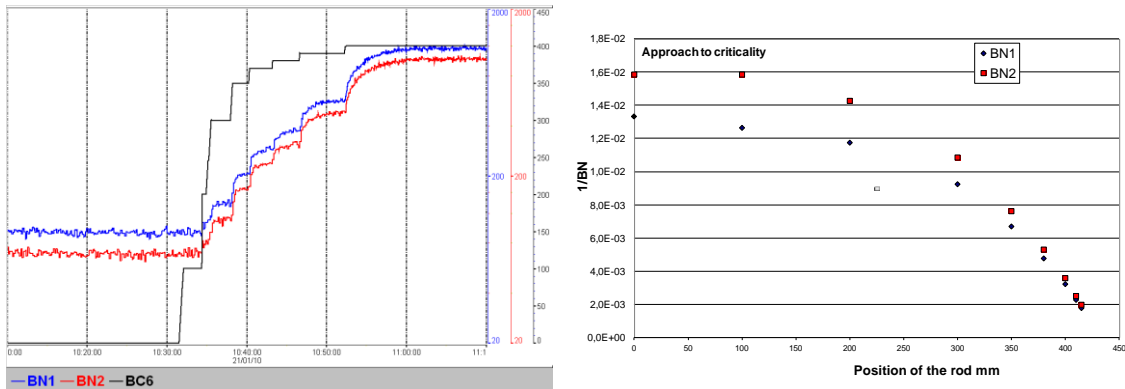 2000
2000
450
400
350
300
250
200
200
200
150
100
50
20
20
0
0:00
10:20:00
10:30:00
10:40:00
10:50:00
11:00:00
11:1
21/01/10
BN1
BN2
BC6
Approach to criticality
BN1
BN2
1/BN
1,8E-02
1,6E-02
1,4E-02
1,2E-02
1,0E-02
8,0E-03
6,0E-03
4,0E-03
2,0E-03
0,0E+00
0
50
100
150
200
250
300
350
400
450
Position of the rod mm